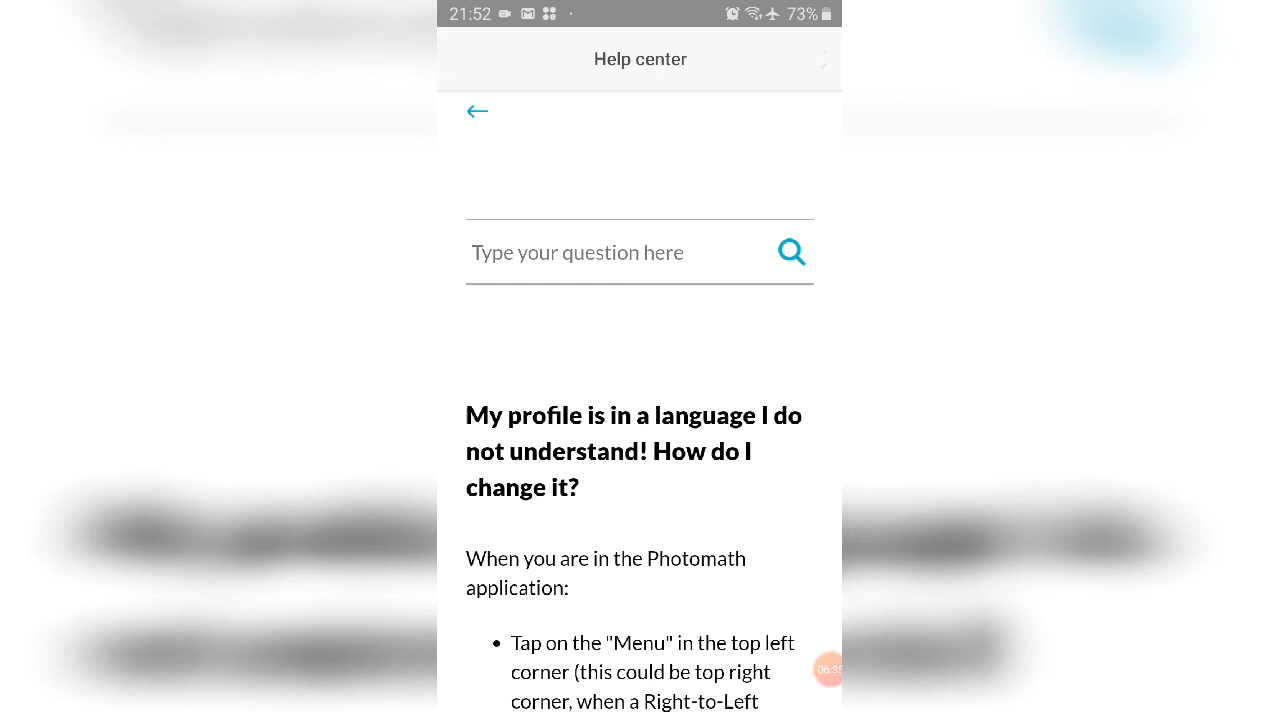 21:52 73%
Help center
Type your question here
My profile is in a language I do
not understand! How do I
change it?
When you are in the Photomath
application:
• Tap on the "Menu" in the top left
corner (this could be top right
corner, when a Right-to-Left
06:35